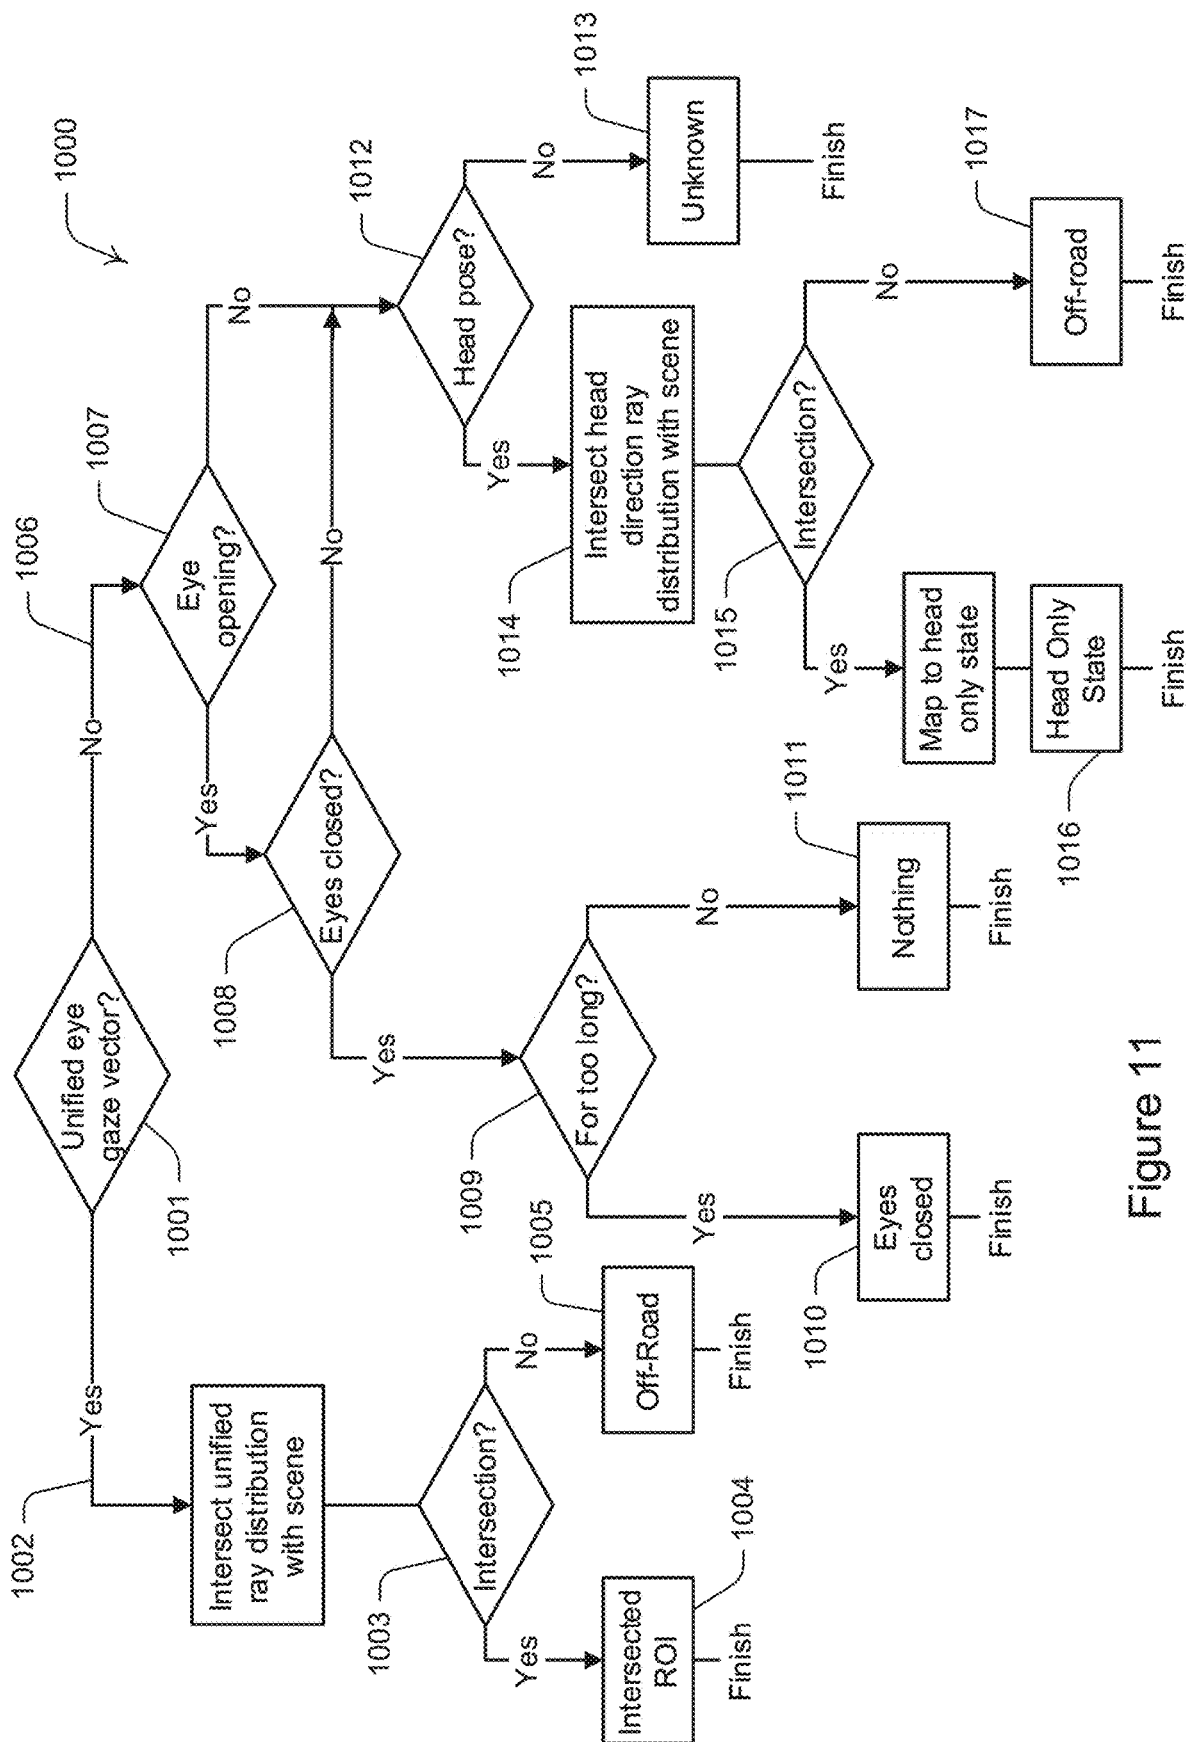 1000
Unified eye
gaze vector?
1001
Yes
1002
No
1006
Intersect unified
ray distribution
with scene
Intersection?
1003
Yes
No
Intersected
ROI
1004
Finish
Off-Road
1005
Finish
Eye
opening?
1007
Yes
No
Eyes closed?
1008
Yes
No
For too long?
1009
Yes
No
Eyes
closed
1010
Finish
Nothing
1011
Finish
Head pose?
1012
Yes
No
Unknown
1013
Finish
Intersect head
direction ray
distribution with scene
1014
Intersection?
1015
Yes
No
Map to head
only state
Head Only
State
1016
Finish
Off-road
1017
Finish
Figure 11